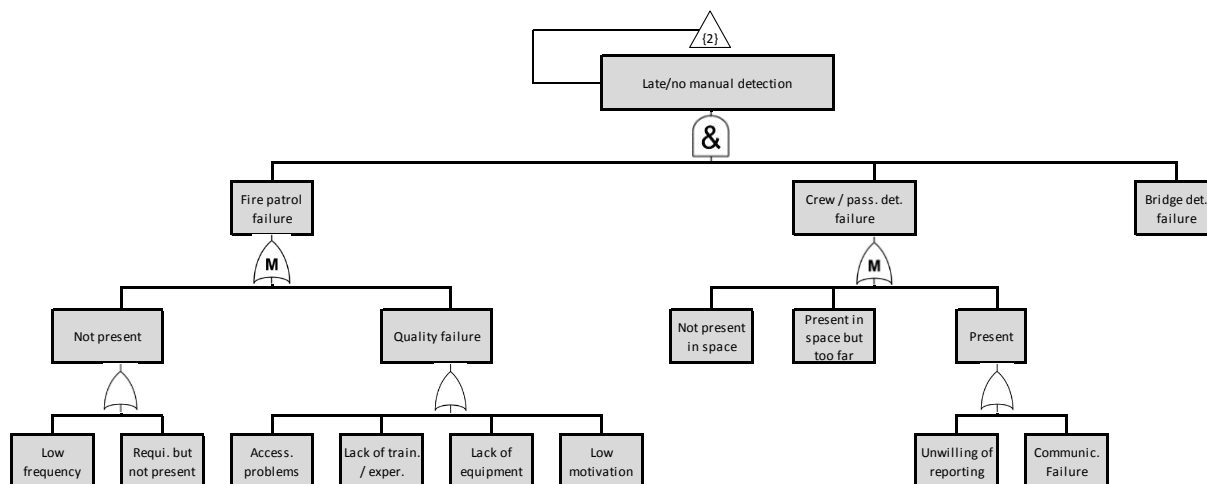 {2}
Late/no manual detection
&
Fire patrol
failure
Crew / pass. det.
failure
Bridge det.
failure
M
M
Not present
Quality failure
Not present
in space
Present in
space but
too far
Present
Low
frequency
Requi. but
not present
Access.
problems
Lack of train.
/ exper.
Lack of
equipment
Low
motivation
Unwilling of
reporting
Communic.
Failure